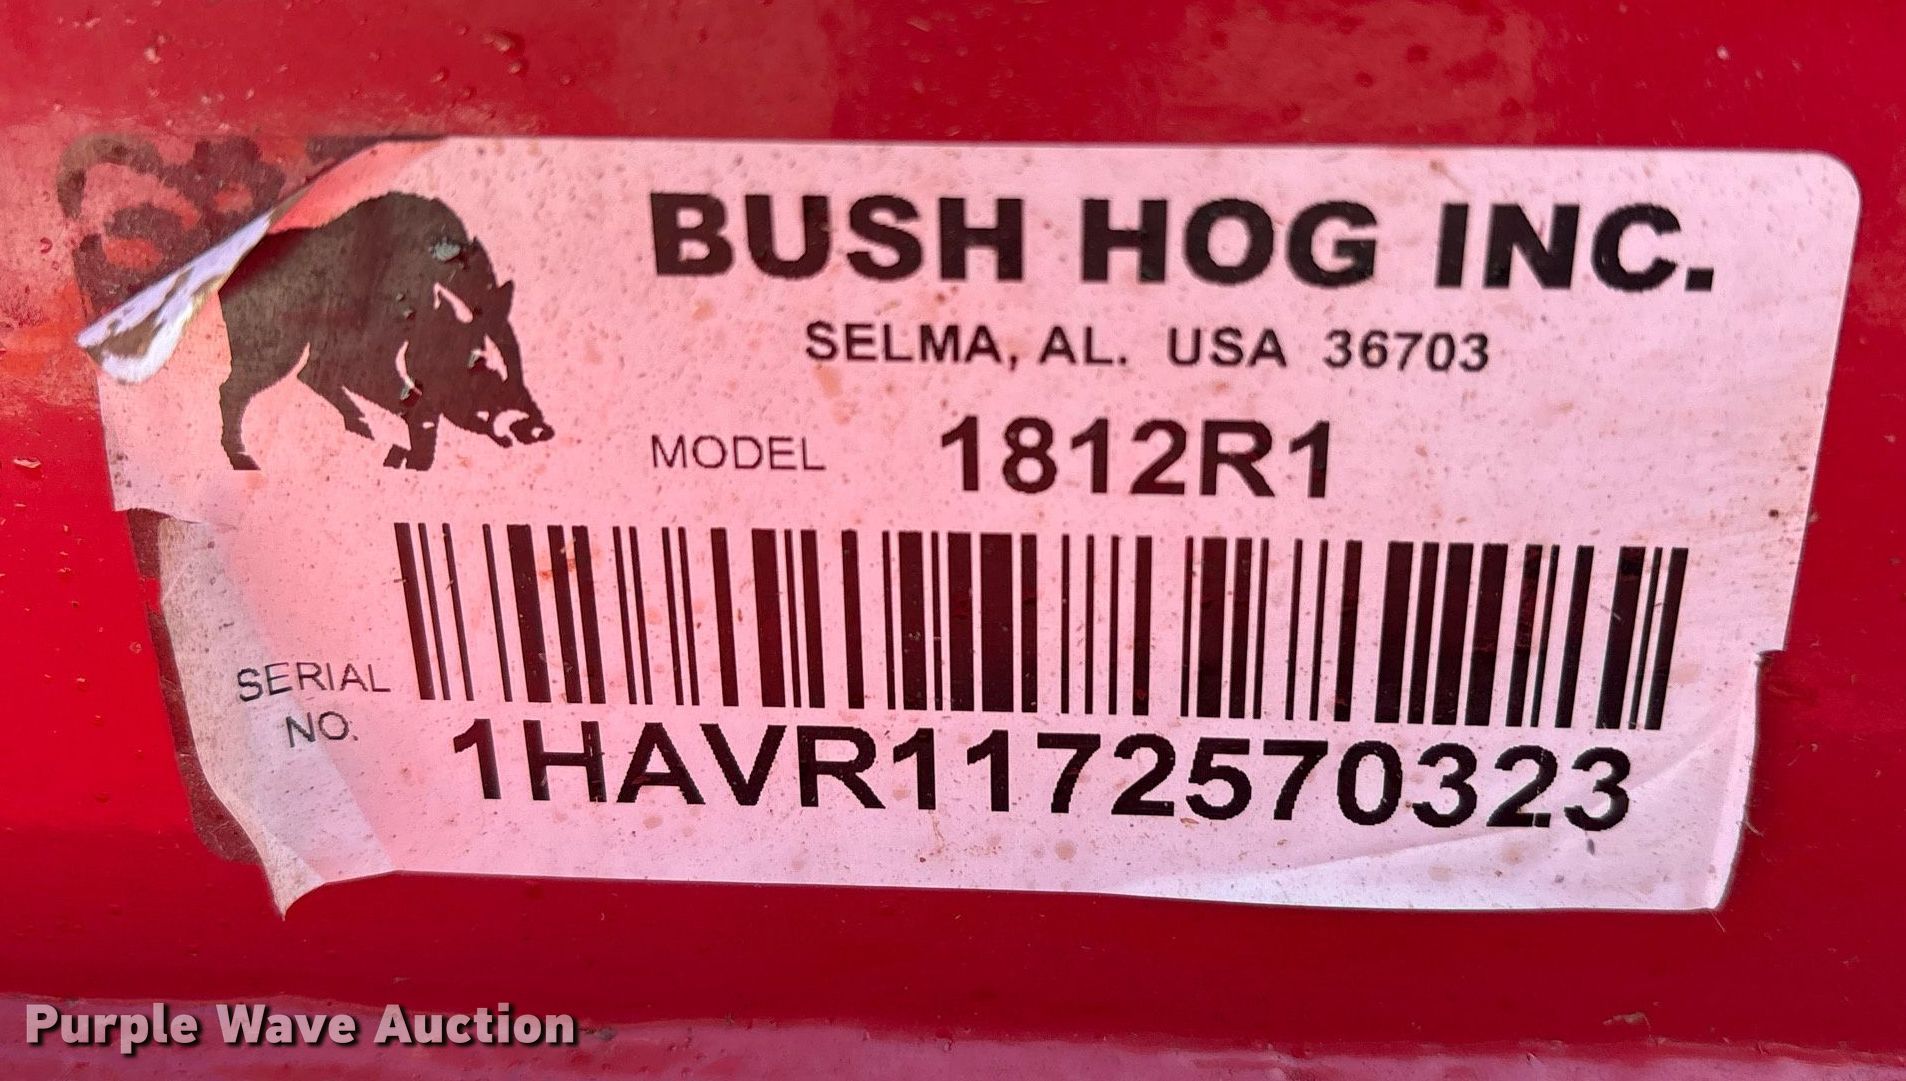 BUSH HOG INC.
SELMA, AL. USA 36703
MODEL 1812R1
SERIAL
NO.
1HAVR1172570323
Purple Wave Auction